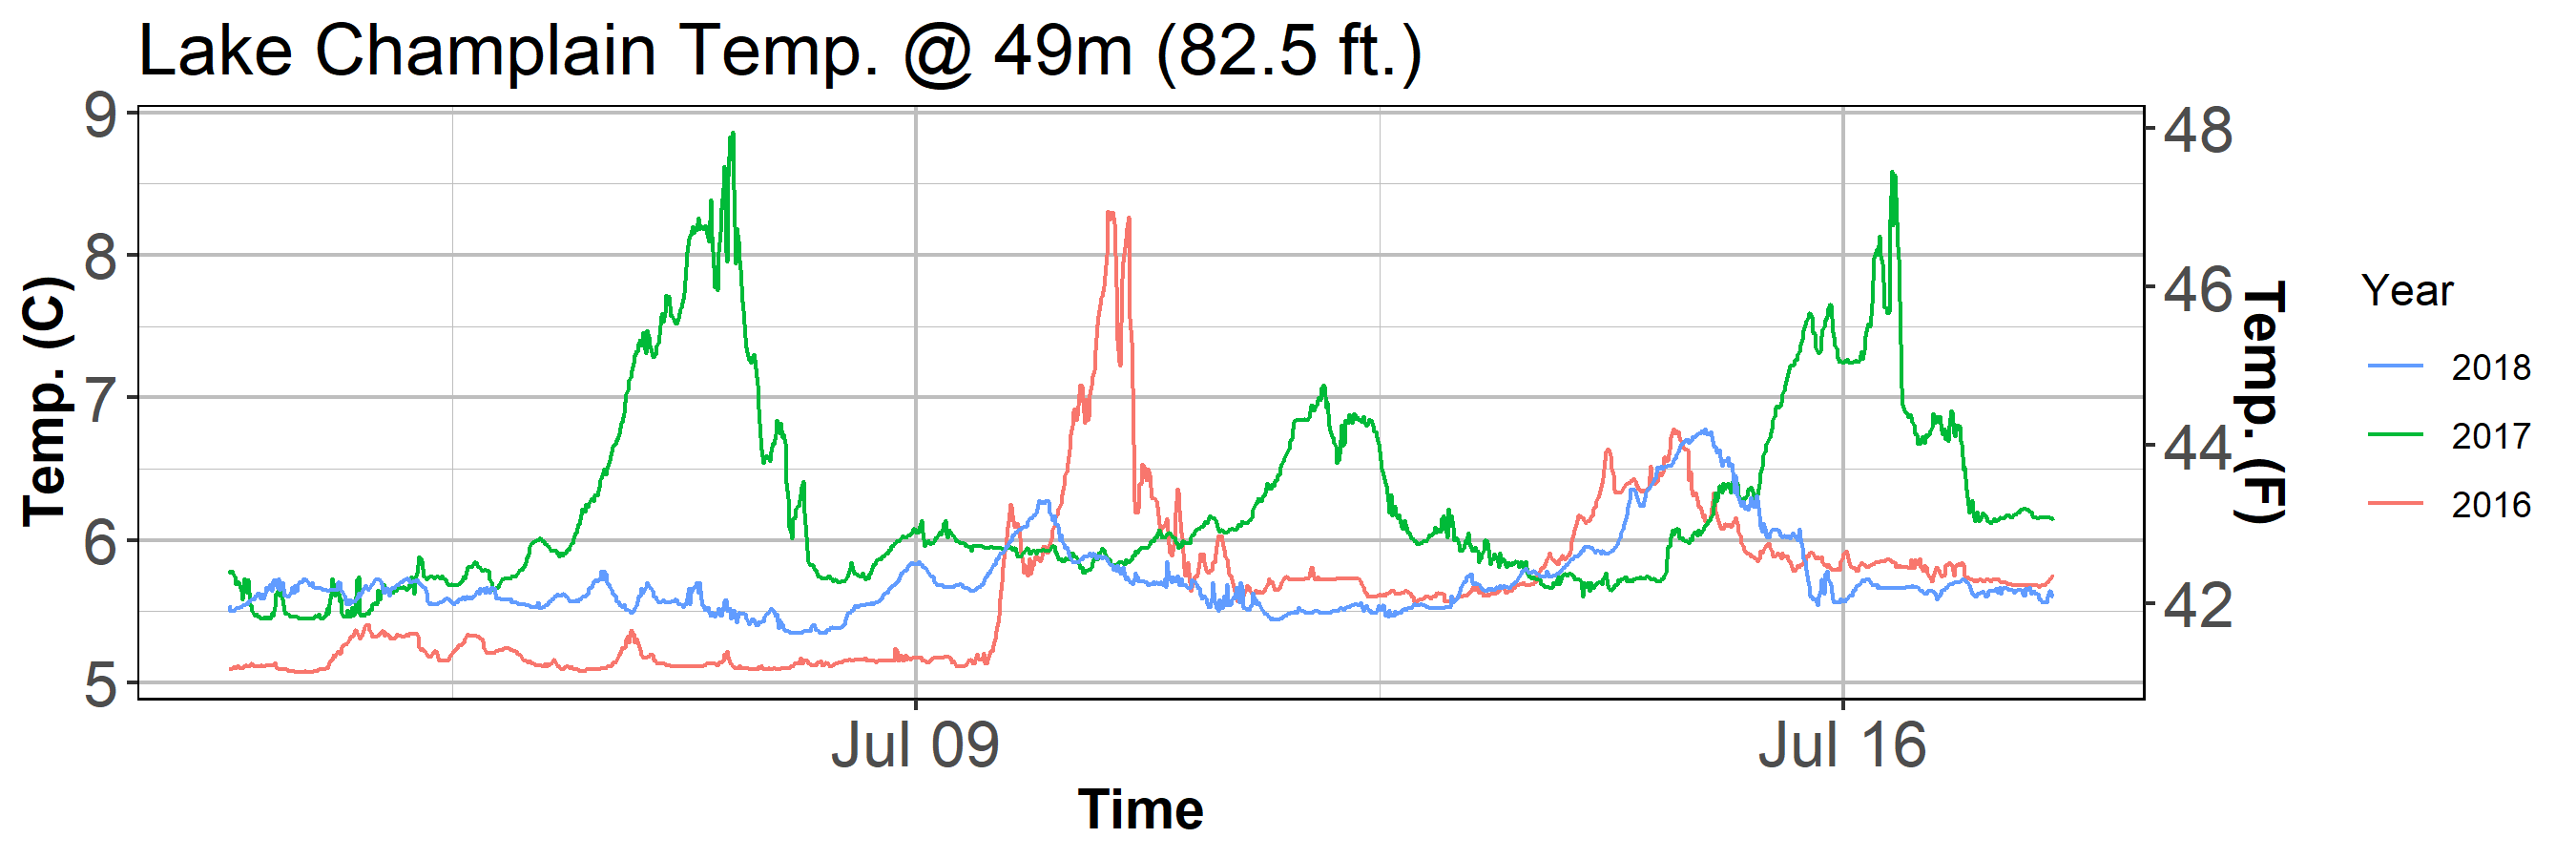 Lake Champlain Temp. @ 49m (82.5 ft.)
9
8
7
6
5
Temp. (C)
48
46
44
42
Temp. (F)
Jul 09
Jul 16
Time
Year
2018
2017
2016